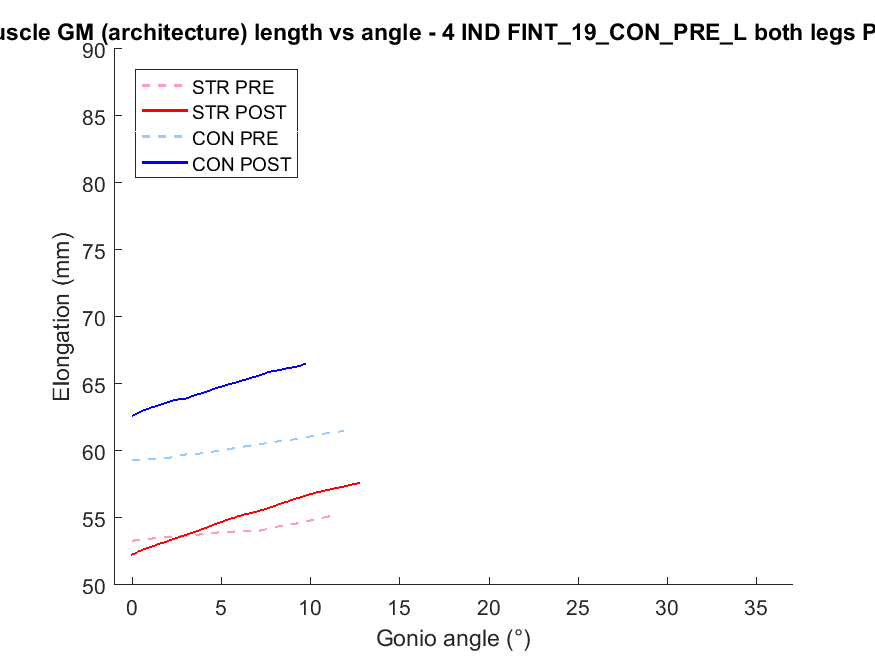 uscle GM (architecture) length vs angle - 4 IND FINT_19_CON_PRE_L both legs P
90
85
80
75
70
65
60
55
50
Elongation (mm)
STR PRE
STR POST
CON PRE
CON POST
0 5 10 15 20 25 30 35
Gonio angle (°)